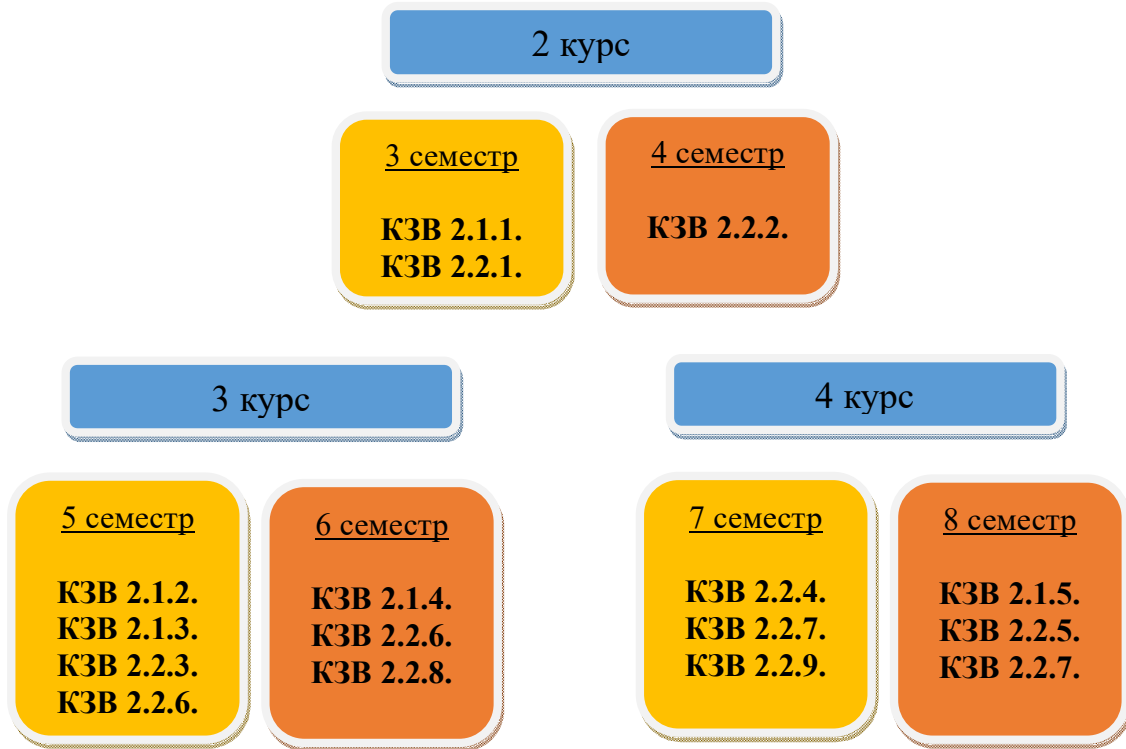 2 курс
3 семестр
КЗВ 2.1.1.
КЗВ 2.2.1.
4 семестр
КЗВ 2.2.2.
3 курс
5 семестр
КЗВ 2.1.2.
КЗВ 2.1.3.
КЗВ 2.2.3.
КЗВ 2.2.6.
6 семестр
КЗВ 2.1.4.
КЗВ 2.2.6.
КЗВ 2.2.8.
4 курс
7 семестр
КЗВ 2.2.4.
КЗВ 2.2.7.
КЗВ 2.2.9.
8 семестр
КЗВ 2.1.5.
КЗВ 2.2.5.
КЗВ 2.2.7.